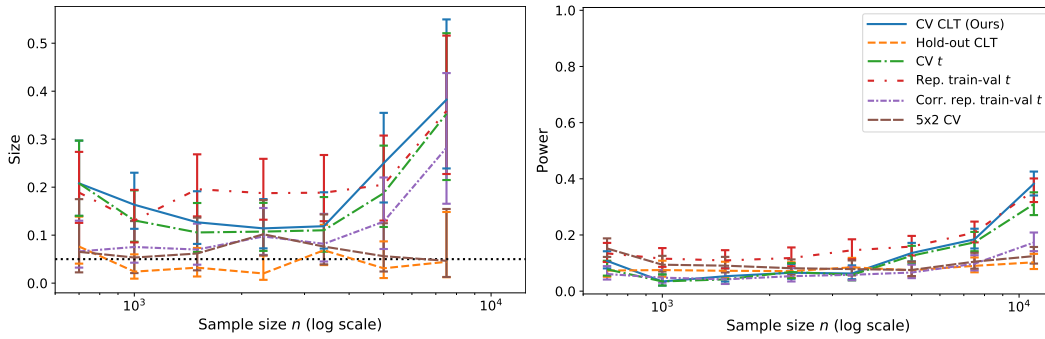 0.5
0.4
0.3
0.2
0.1
0.0
Size
10³
10⁴
Sample size n (log scale)
1.0
0.8
0.6
0.4
0.2
0.0
Power
10³
10⁴
Sample size n (log scale)
CV CLT (Ours)
Hold-out CLT
CV t
Rep. train-val t
Corr. rep. train-val t
5x2 CV